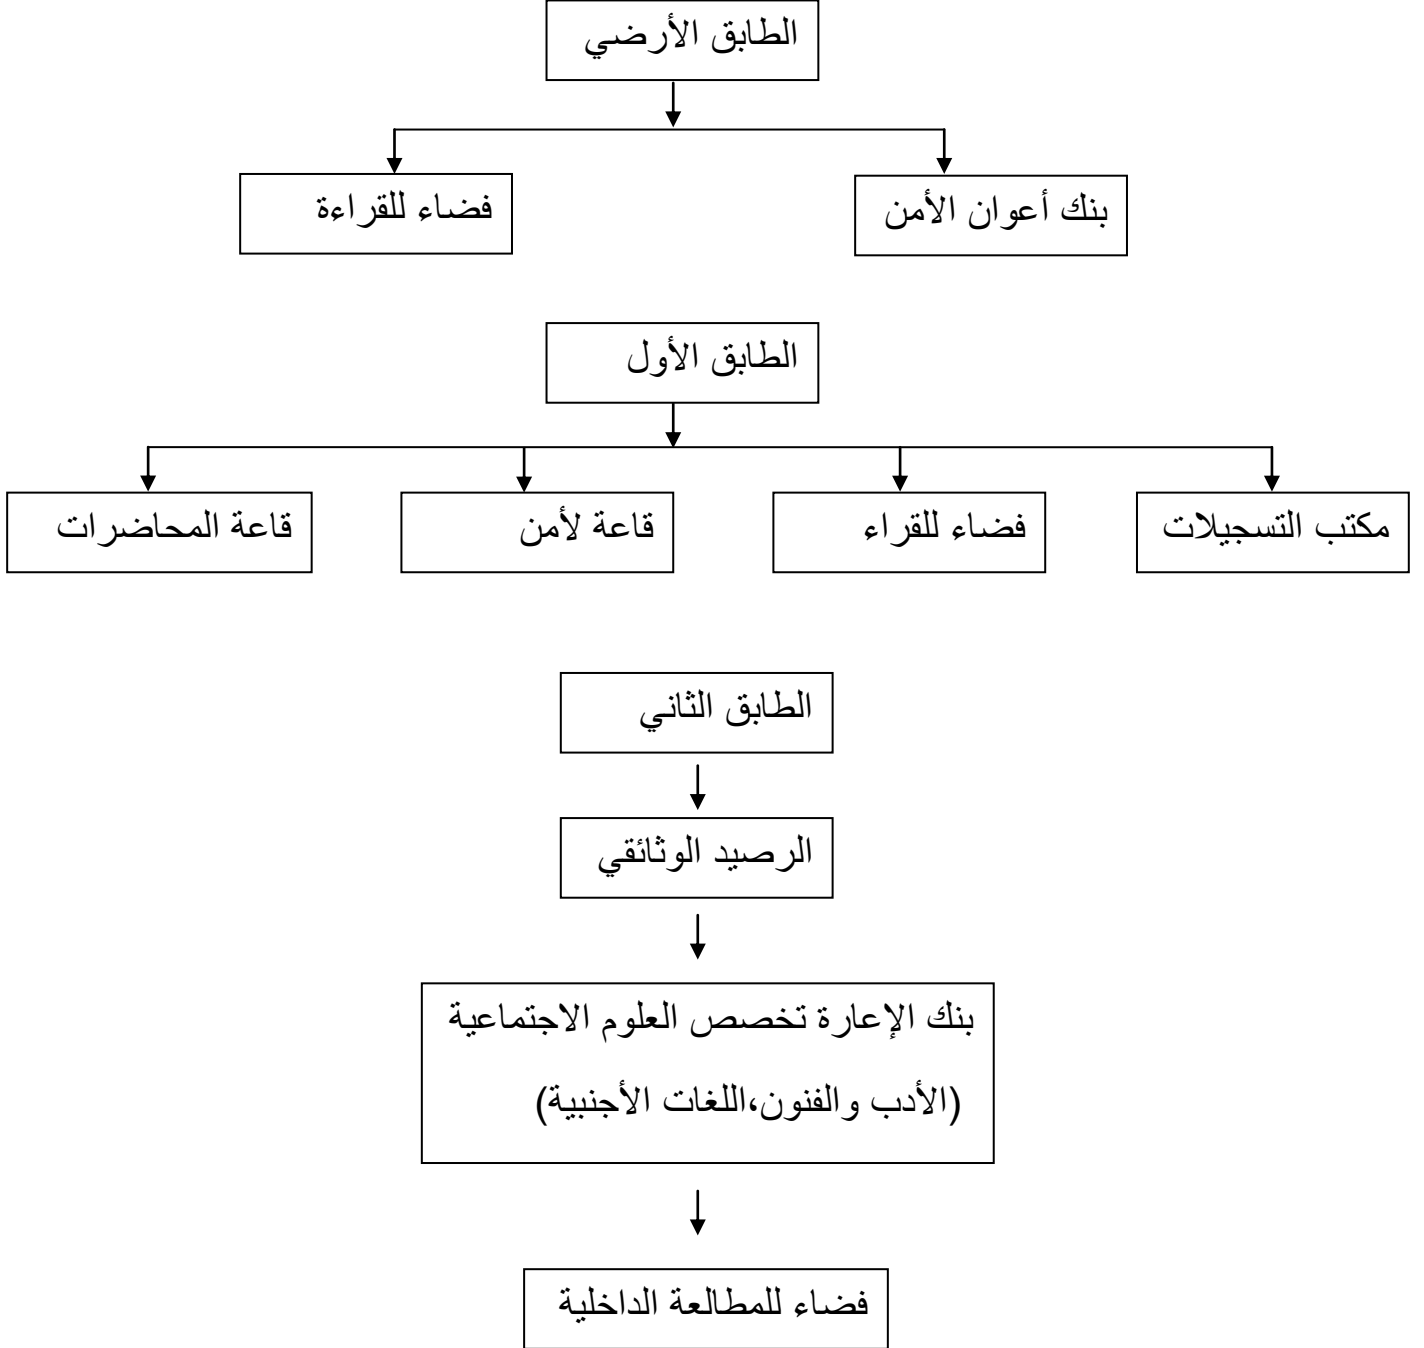 الطابق الأرضي
بنك أعوان الأمن
فضاء للقراءة
الطابق الأول
مكتب التسجيلات
فضاء للقراء
قاعة لأمن
قاعة المحاضرات
الطابق الثاني
الرصيد الوثائقي
بنك الإعارة تخصص العلوم الاجتماعية
(الأدب والفنون،اللغات الأجنبية)
فضاء للمطالعة الداخلية